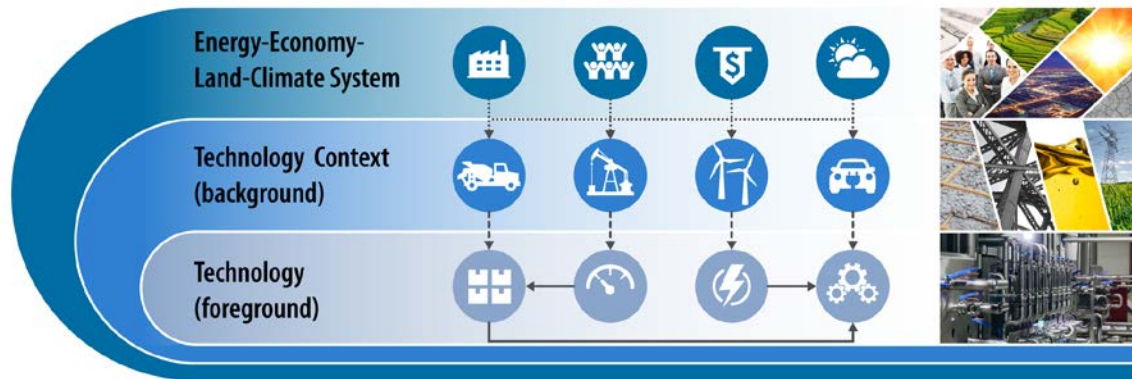 Energy-Economy-
Land-Climate System
$
Technology Context
(background)
Technology
(foreground)